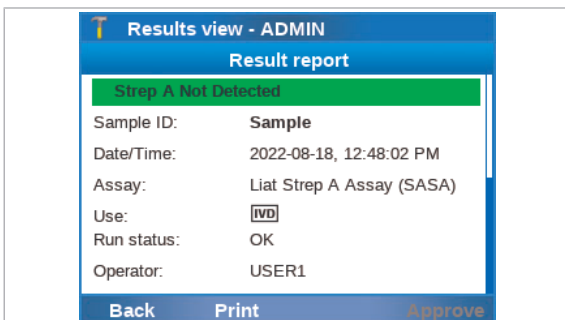 Results view - ADMIN
Result report
Strep A Not Detected
Sample ID: Sample
Date/Time: 2022-08-18, 12:48:02 PM
Assay: Liat Strep A Assay (SASA)
Use: IVD
Run status: OK
Operator: USER1
Back Print Approve